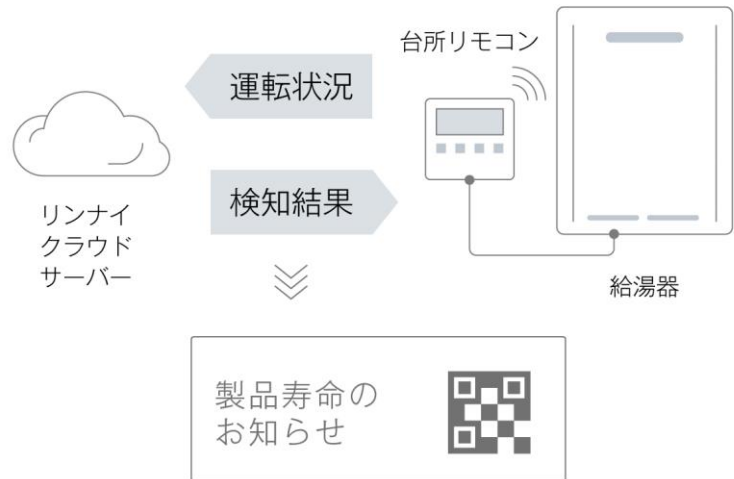 台所リモコン
運転状況
検知結果
リンナイ
クラウド
サーバー
給湯器
製品寿命の
お知らせ